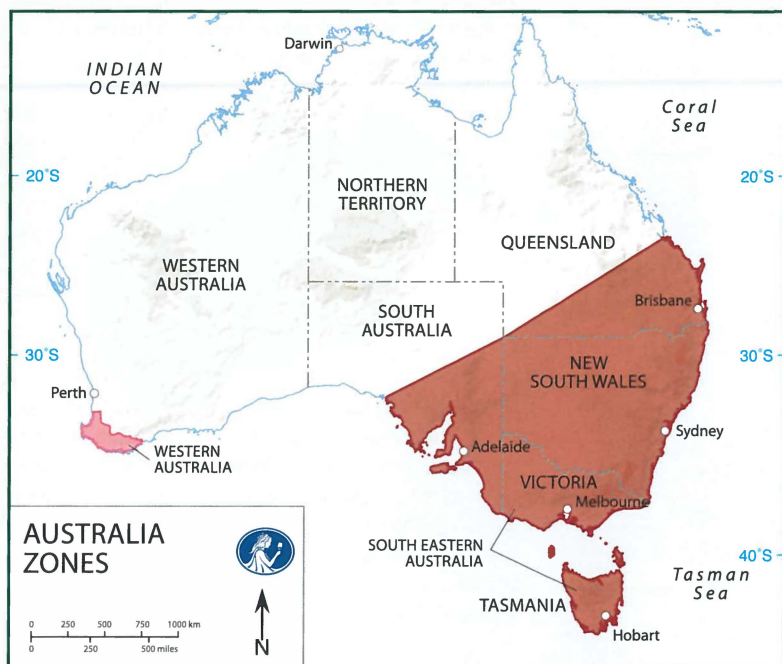 Darwin
INDIAN
OCEAN
Coral
Sea
20°S
20°S
NORTHERN
TERRITORY
QUEENSLAND
WESTERN
AUSTRALIA
SOUTH
AUSTRALIA
Brisbane
30°S
30°S
NEW
SOUTH WALES
Perth
Sydney
Adelaide
WESTERN
AUSTRALIA
VICTORIA
Melbourne
AUSTRALIA
ZONES
SOUTH EASTERN
AUSTRALIA
40°S
40°S
Tasman
Sea
TASMANIA
Hobart
0 250 500 750 1000 km
0 250 500 miles
N